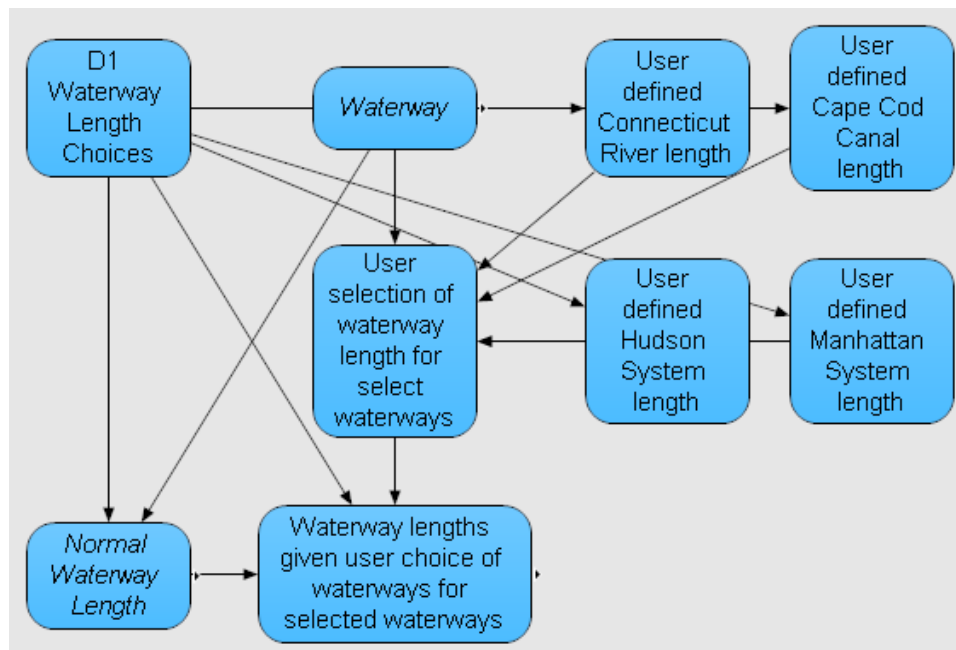 D1
Waterway
Length
Choices
Waterway
User
defined
Connecticut
River length
User
defined
Cape Cod
Canal
length
User
selection of
waterway
length for
select
waterways
User
defined
Hudson
System
length
User
defined
Manhattan
System
length
Normal
Waterway
Length
Waterway lengths
given user choice of
waterways for
selected waterways